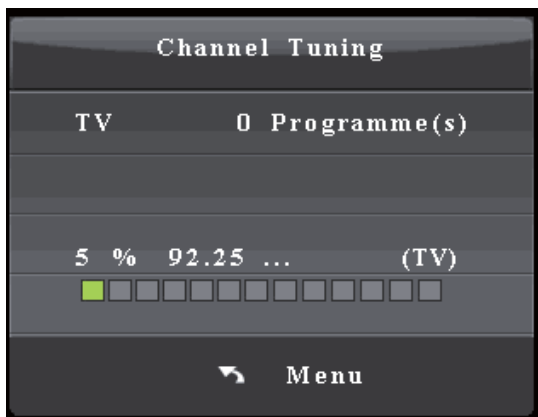 Channel Tuning
TV 0 Programme(s)
5 % 92.25 ... (TV)
Menu